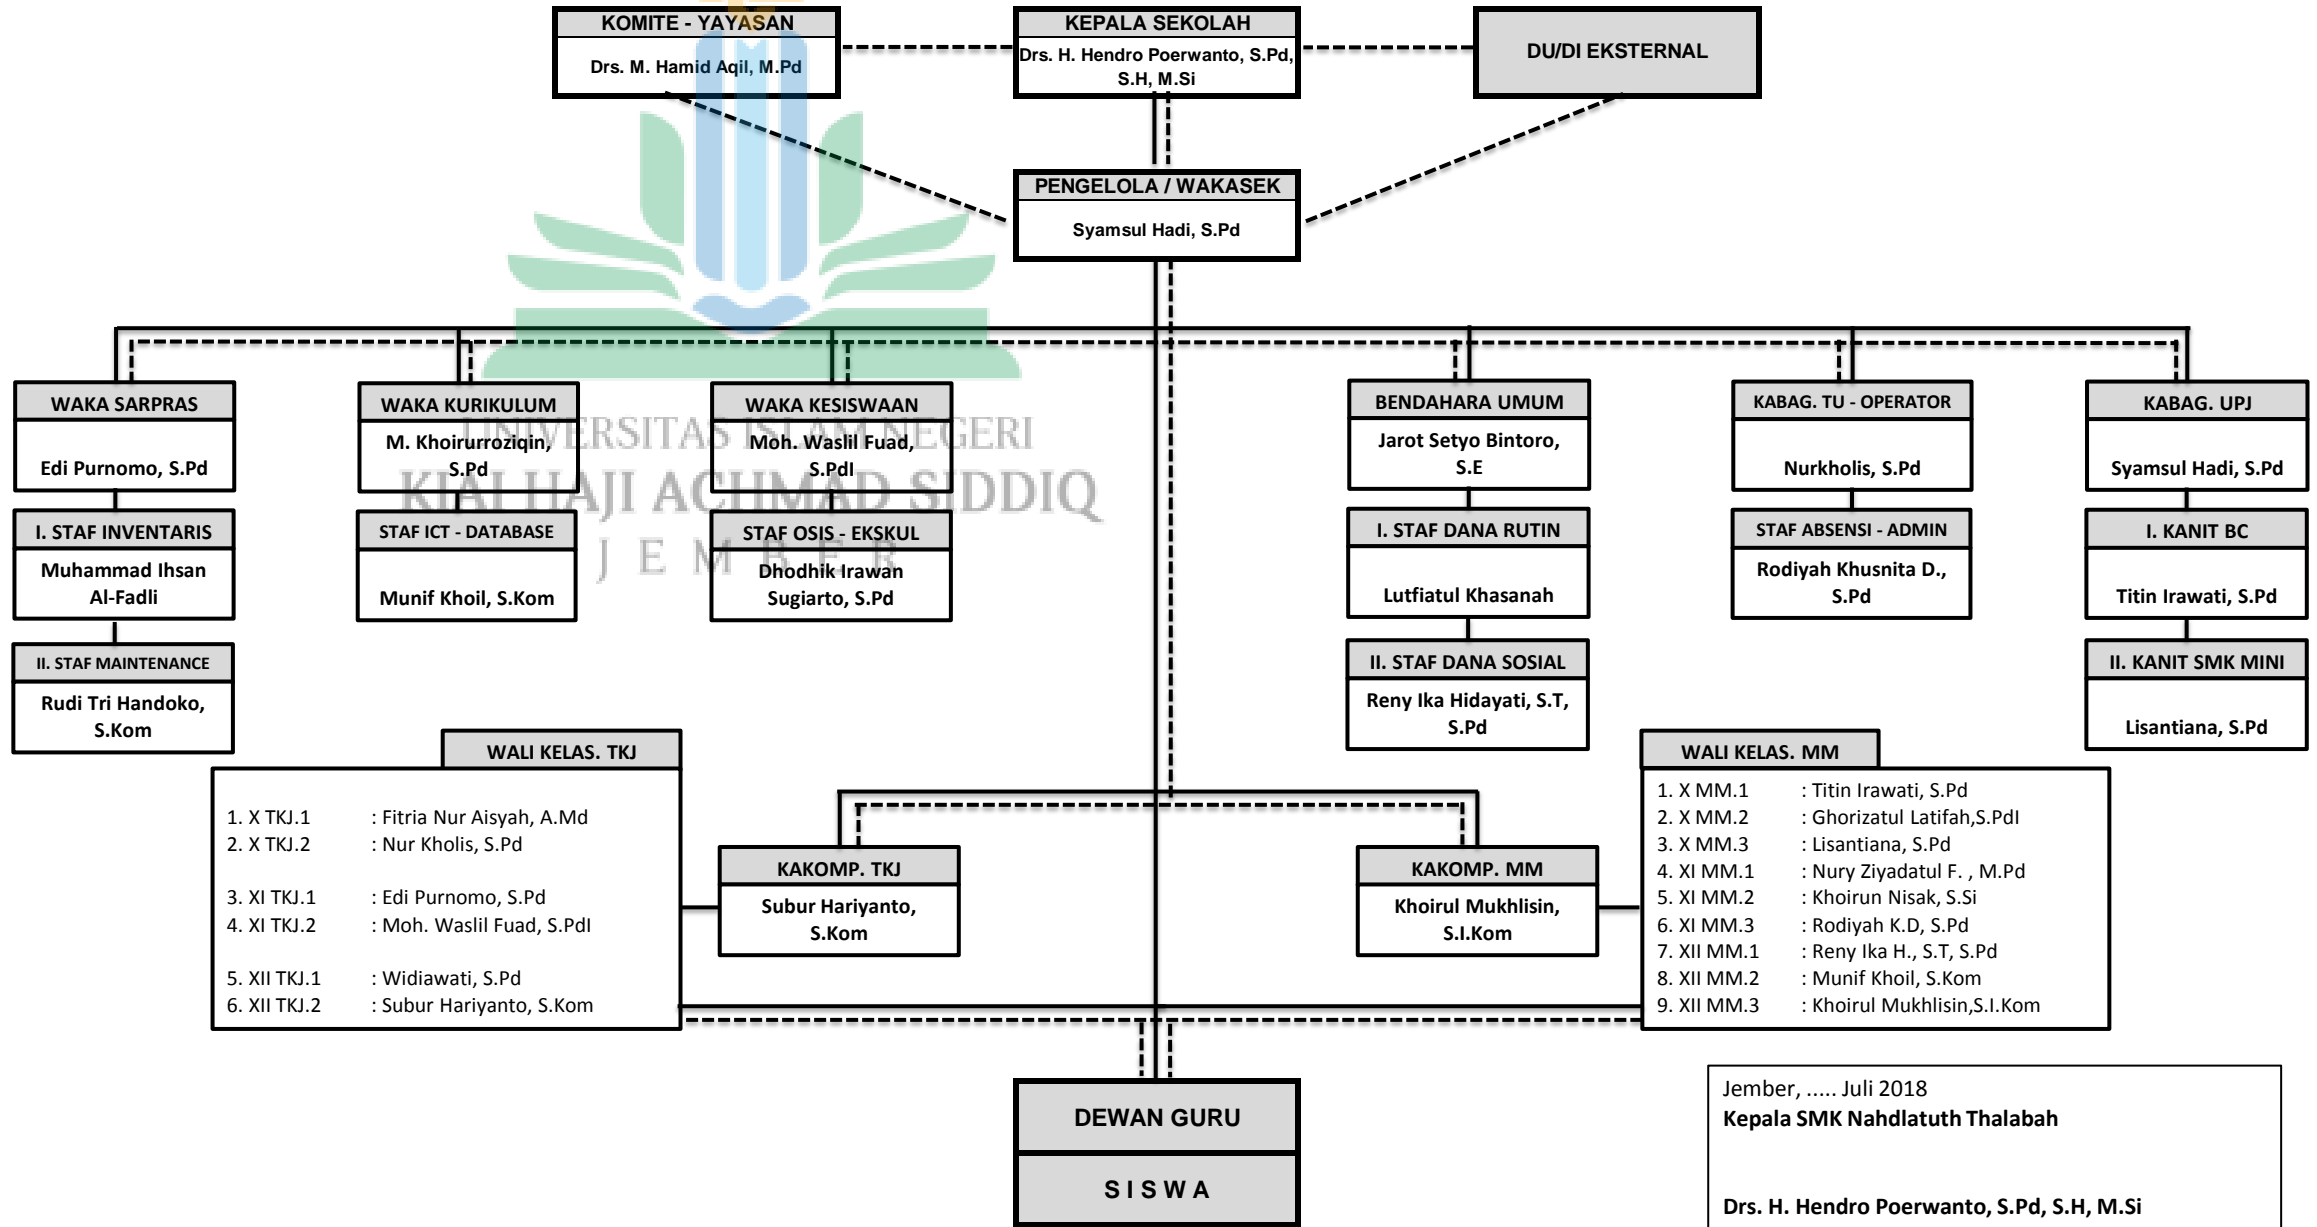 KOMITE - YAYASAN
Drs. M. Hamid Aqil, M.Pd
KEPALA SEKOLAH
Drs. H. Hendro Poerwanto, S.Pd,
S.H, M.Si
DU/DI EKSTERNAL
PENGELOLA / WAKASEK
Syamsul Hadi, S.Pd
WAKA SARPRAS
Edi Purnomo, S.Pd
I. STAF INVENTARIS
Muhammad Ihsan
Al-Fadli
II. STAF MAINTENANCE
Rudi Tri Handoko,
S.Kom
WAKA KURIKULUM
M. Khoirurroziqin,
S.Pd
STAF ICT - DATABASE
Munif Khoil, S.Kom
WAKA KESISWAAN
Moh. Waslil Fuad,
S.PdI
STAF OSIS - EKSKUL
Dhodhik Irawan
Sugiarto, S.Pd
UNIVERSITAS ISLAM NEGERI
KIAI HAJI ACHMAD SIDDIQ
JEMBER
BENDAHARA UMUM
Jarot Setyo Bintoro,
S.E
I. STAF DANA RUTIN
Lutfiatul Khasanah
II. STAF DANA SOSIAL
Reny Ika Hidayati, S.T,
S.Pd
KABAG. TU - OPERATOR
Nurkholis, S.Pd
STAF ABSENSI - ADMIN
Rodiyah Khusnita D.,
S.Pd
KABAG. UPJ
Syamsul Hadi, S.Pd
I. KANIT BC
Titin Irawati, S.Pd
II. KANIT SMK MINI
Lisantiana, S.Pd
WALI KELAS. TKJ
1. X TKJ.1 : Fitria Nur Aisyah, A.Md
2. X TKJ.2 : Nur Kholis, S.Pd
3. XI TKJ.1 : Edi Purnomo, S.Pd
4. XI TKJ.2 : Moh. Waslil Fuad, S.PdI
5. XII TKJ.1 : Widiawati, S.Pd
6. XII TKJ.2 : Subur Hariyanto, S.Kom
KAKOMP. TKJ
Subur Hariyanto,
S.Kom
KAKOMP. MM
Khoirul Mukhlisin,
S.I.Kom
WALI KELAS. MM
1. X MM.1 : Titin Irawati, S.Pd
2. X MM.2 : Ghorizatul Latifah,S.PdI
3. X MM.3 : Lisantiana, S.Pd
4. XI MM.1 : Nury Ziyadatul F. , M.Pd
5. XI MM.2 : Khoirun Nisak, S.Si
6. XI MM.3 : Rodiyah K.D, S.Pd
7. XII MM.1 : Reny Ika H., S.T, S.Pd
8. XII MM.2 : Munif Khoil, S.Kom
9. XII MM.3 : Khoirul Mukhlisin,S.I.Kom
DEWAN GURU
S I S W A
Jember, ..... Juli 2018
Kepala SMK Nahdlatuth Thalabah
Drs. H. Hendro Poerwanto, S.Pd, S.H, M.Si